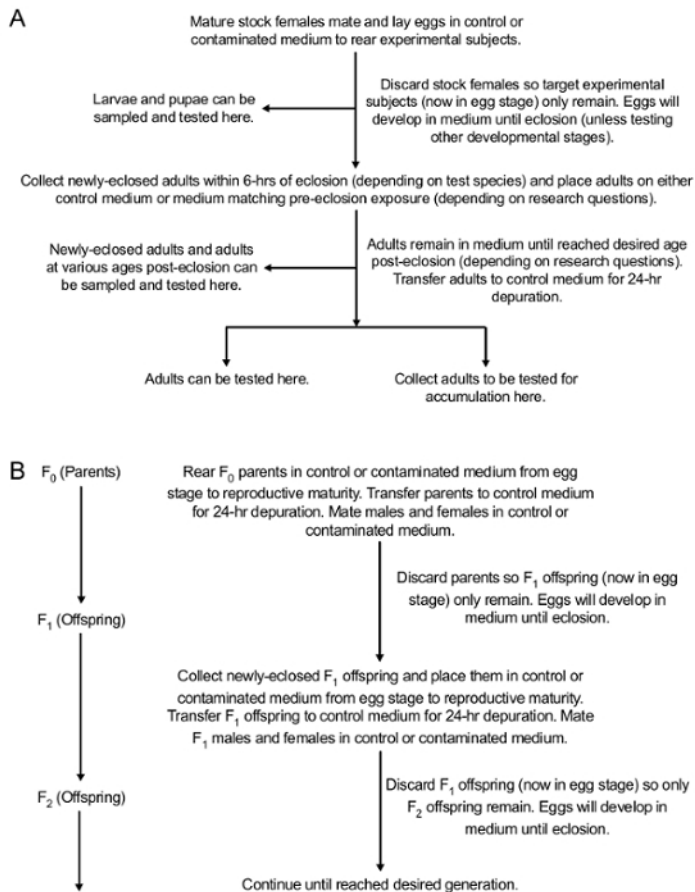 A
Mature stock females mate and lay eggs in control or
contaminated medium to rear experimental subjects.
Larvae and pupae can be
sampled and tested here.
Discard stock females so target experimental
subjects (now in egg stage) only remain. Eggs will
develop in medium until eclosion (unless testing
other developmental stages).
Collect newly-eclosed adults within 6-hrs of eclosion (depending on test species) and place adults on either
control medium or medium matching pre-eclosion exposure (depending on research questions).
Newly-eclosed adults and adults
at various ages post-eclosion can
be sampled and tested here.
Adults remain in medium until reached desired age
post-eclosion (depending on research questions).
Transfer adults to control medium for 24-hr
depuration.
Adults can be tested here.
Collect adults to be tested for
accumulation here.
B
F₀ (Parents)
Rear F₀ parents in control or contaminated medium from egg
stage to reproductive maturity. Transfer parents to control medium
for 24-hr depuration. Mate males and females in control or
contaminated medium.
Discard parents so F₁ offspring (now in egg
stage) only remain. Eggs will develop in
medium until eclosion.
F₁ (Offspring)
Collect newly-eclosed F₁ offspring and place them in control or
contaminated medium from egg stage to reproductive maturity.
Transfer F₁ offspring to control medium for 24-hr depuration. Mate
F₁ males and females in control or contaminated medium.
Discard F₁ offspring (now in egg stage) so only
F₂ offspring remain. Eggs will develop in
medium until eclosion.
F₂ (Offspring)
Continue until reached desired generation.